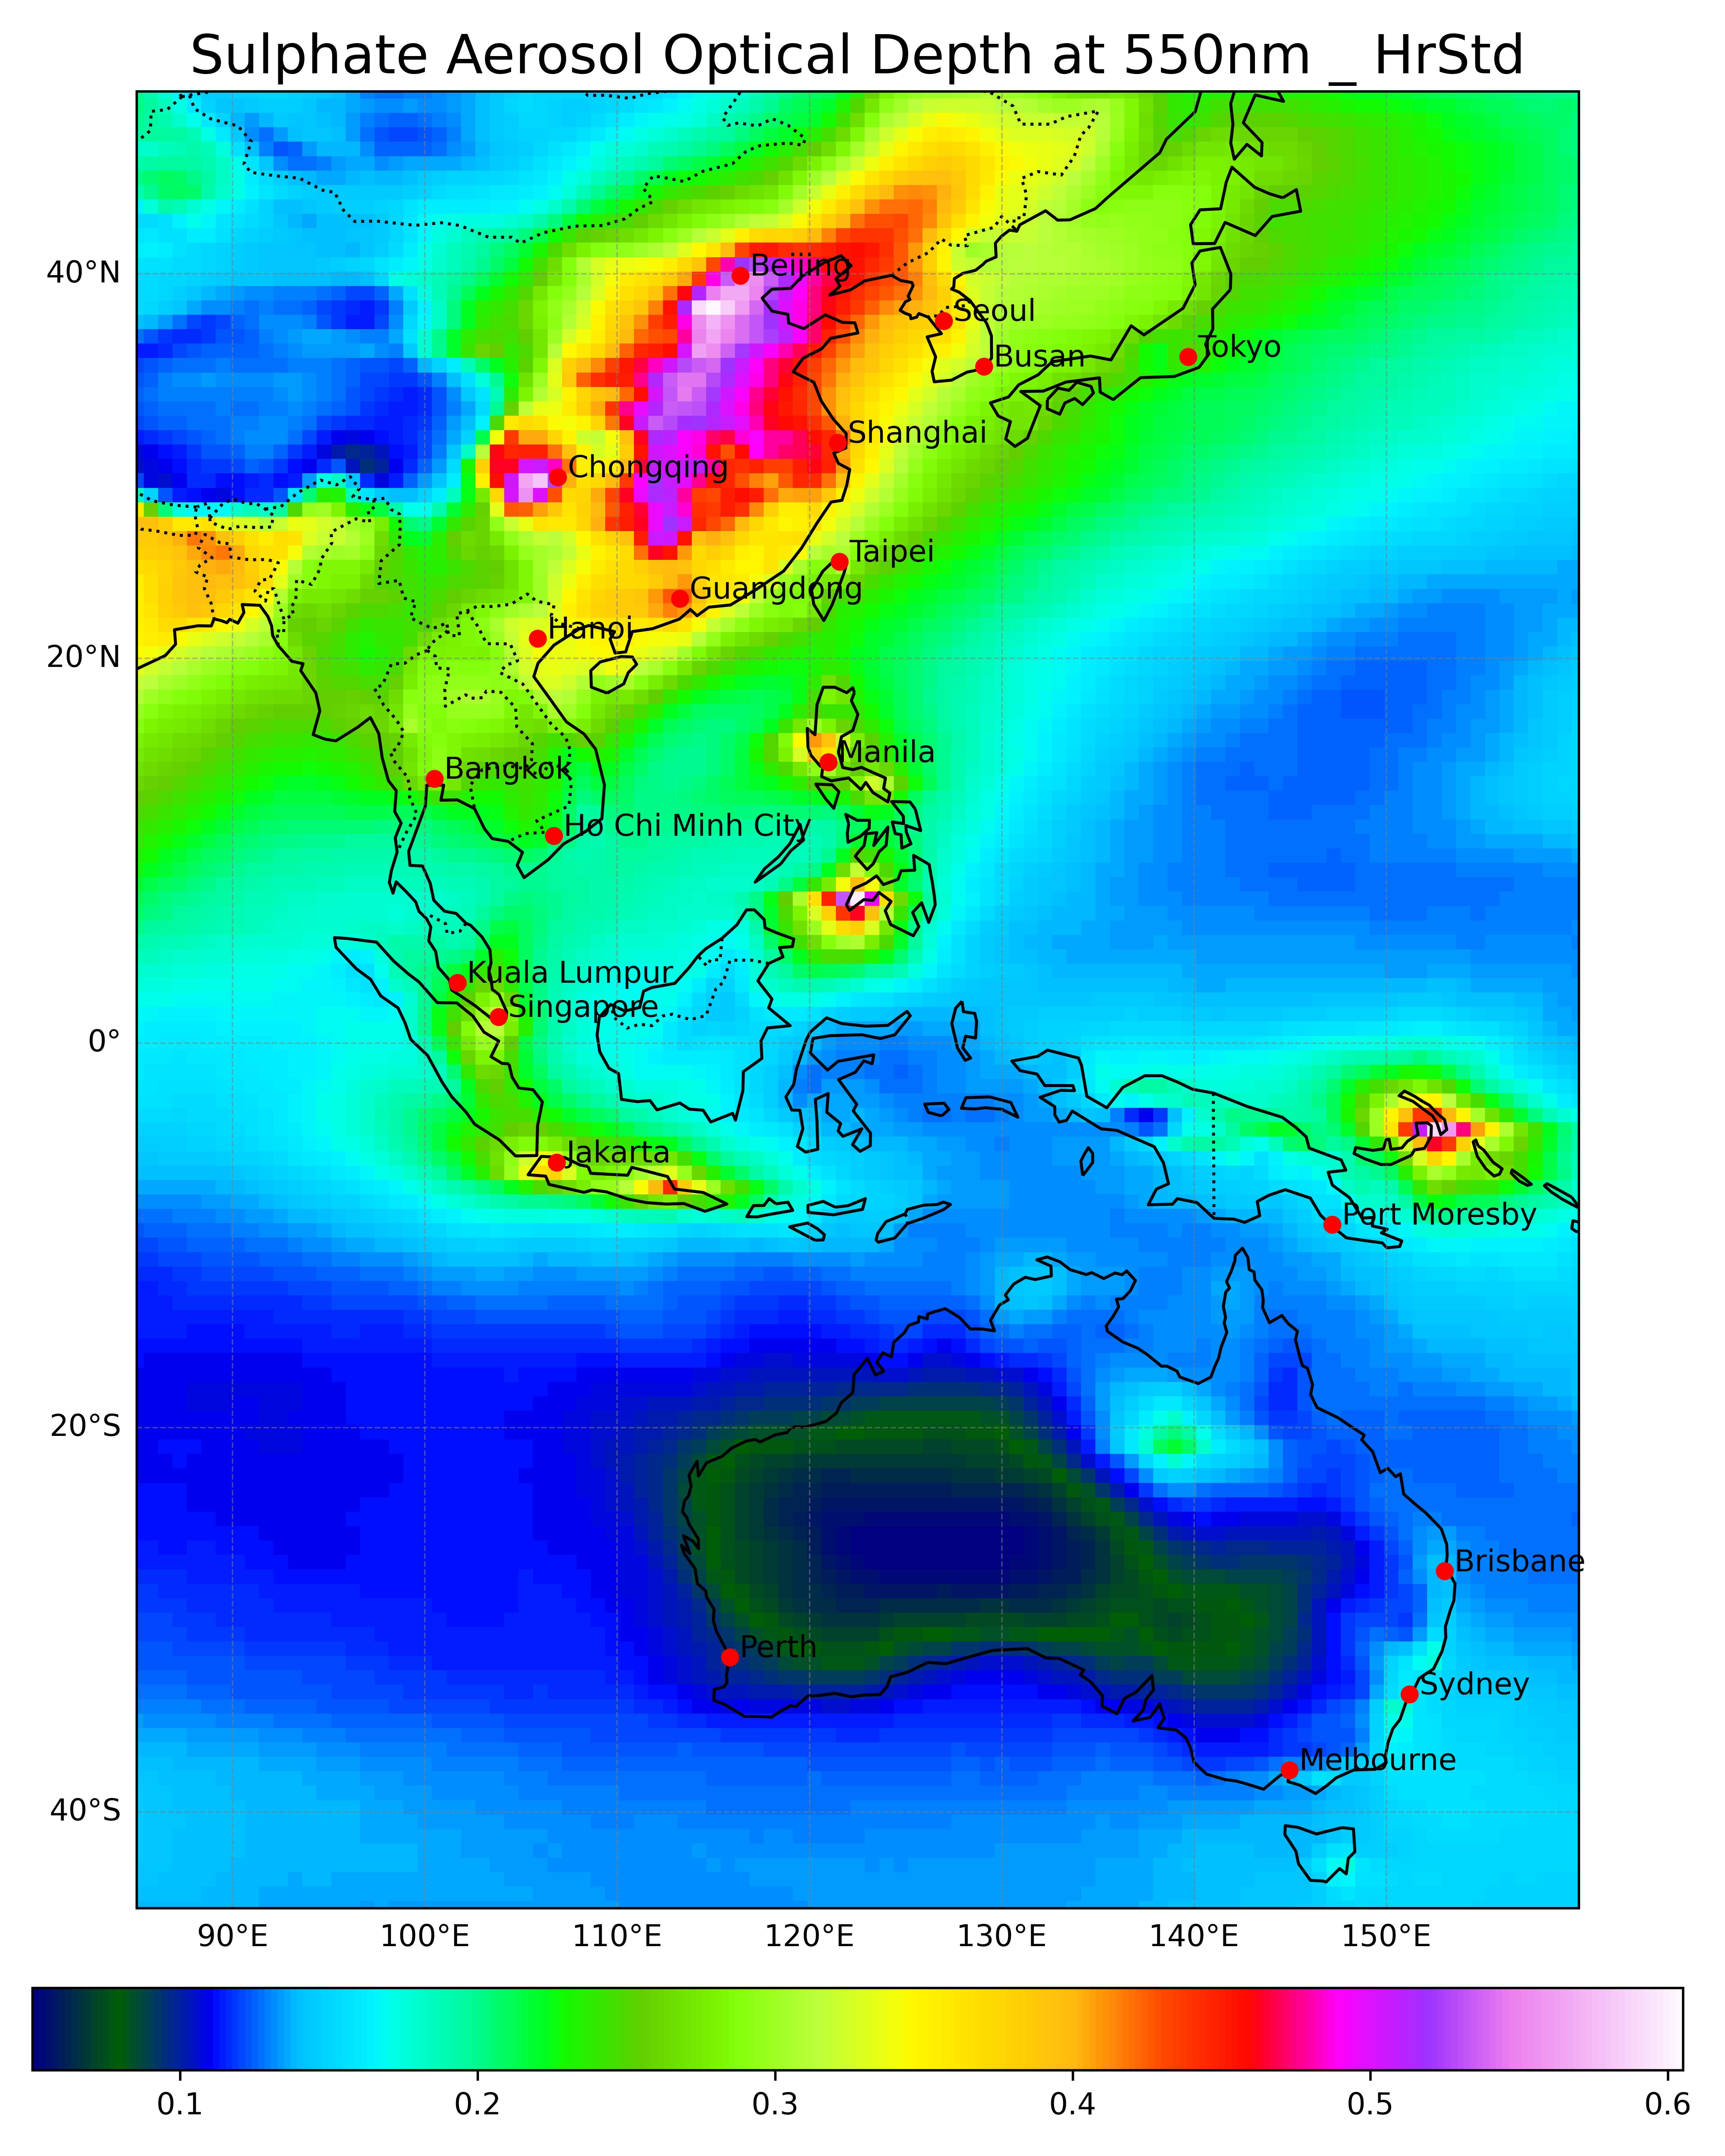 Sulphate Aerosol Optical Depth at 550nm _ HrStd
40°N
Beijing
Seoul
Busan
Tokyo
Shanghai
Chongqing
Taipei
Guangdong
Hanoi
20°N
Manila
Bangkok
Ho Chi Minh City
Kuala Lumpur
Singapore
0°
Jakarta
Port Moresby
20°S
Brisbane
Perth
Sydney
Melbourne
40°S
90°E 100°E 110°E 120°E 130°E 140°E 150°E
0.1 0.2 0.3 0.4 0.5 0.6